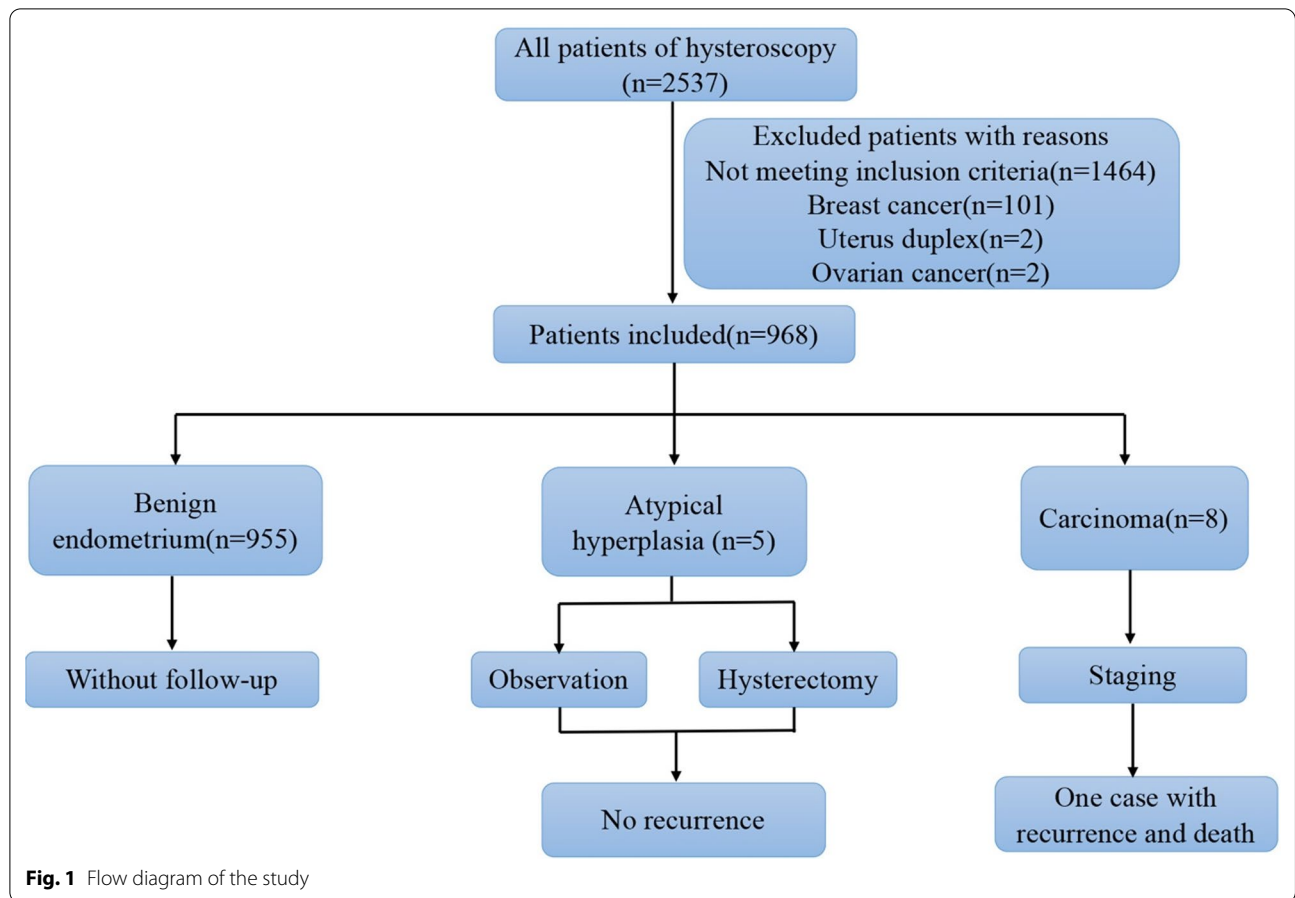 All patients of hysteroscopy
(n=2537)
Excluded patients with reasons
Not meeting inclusion criteria(n=1464)
Breast cancer(n=101)
Uterus duplex(n=2)
Ovarian cancer(n=2)
Patients included(n=968)
Benign
endometrium(n=955)
Atypical
hyperplasia (n=5)
Carcinoma(n=8)
Without follow-up
Observation
Hysterectomy
Staging
No recurrence
One case with
recurrence and death
Fig. 1 Flow diagram of the study